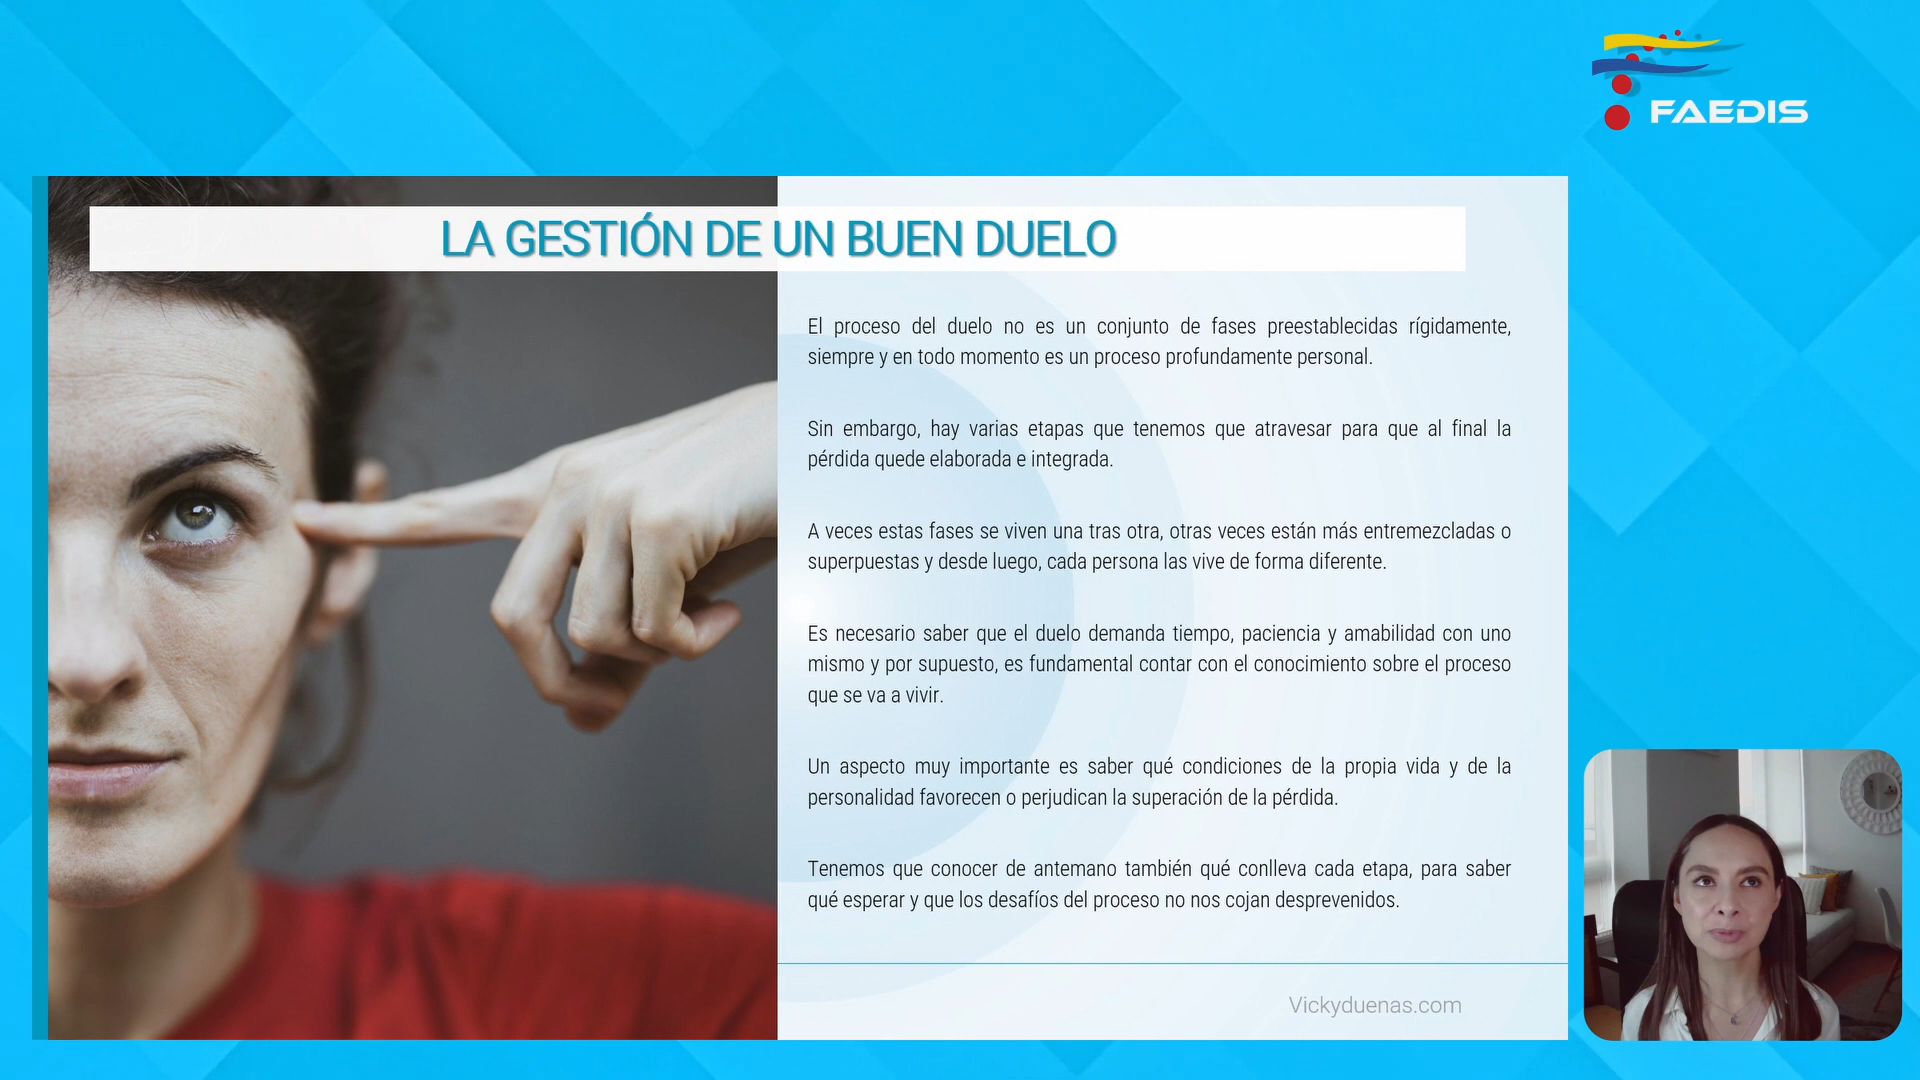 FAEDIS
LA GESTIÓN DE UN BUEN DUELO
El proceso del duelo no es un conjunto de fases preestablecidas rígidamente,
siempre y en todo momento es un proceso profundamente personal.
Sin embargo, hay varias etapas que tenemos que atravesar para que al final la
pérdida quede elaborada e integrada.
A veces estas fases se viven una tras otra, otras veces están más entremezcladas o
superpuestas y desde luego, cada persona las vive de forma diferente.
Es necesario saber que el duelo demanda tiempo, paciencia y amabilidad con uno
mismo y por supuesto, es fundamental contar con el conocimiento sobre el proceso
que se va a vivir.
Un aspecto muy importante es saber qué condiciones de la propia vida y de la
personalidad favorecen o perjudican la superación de la pérdida.
Tenemos que conocer de antemano también qué conlleva cada etapa, para saber
qué esperar y que los desafíos del proceso no nos cojan desprevenidos.
Vickyduenas.com